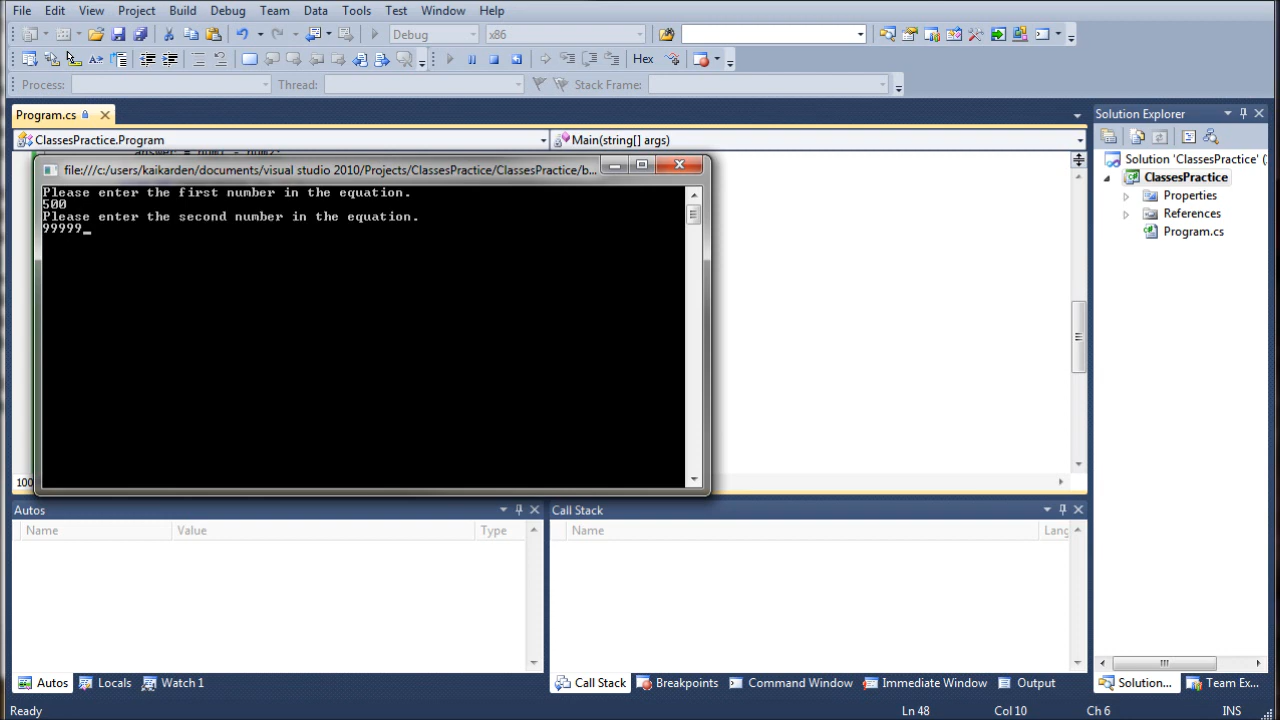 File Edit View Project Build Debug Team Data Tools Test Window Help
Debug x86
Hex
Process: Thread: Stack Frame:
Program.cs
Solution Explorer
ClassesPractice.Program
Main(string[] args)
file:///c:/users/kaikarden/documents/visual studio 2010/Projects/ClassesPractice/ClassesPractice/b...
Please enter the first number in the equation.
500
Please enter the second number in the equation.
99999_
Solution 'ClassesPractice' (
ClassesPractice
Properties
References
Program.cs
100
Autos
Name Value Type
Call Stack
Name Lang
Autos Locals Watch 1
Call Stack Breakpoints Command Window Immediate Window Output
Solution... Team Ex...
Ready Ln 48 Col 10 Ch 6 INS